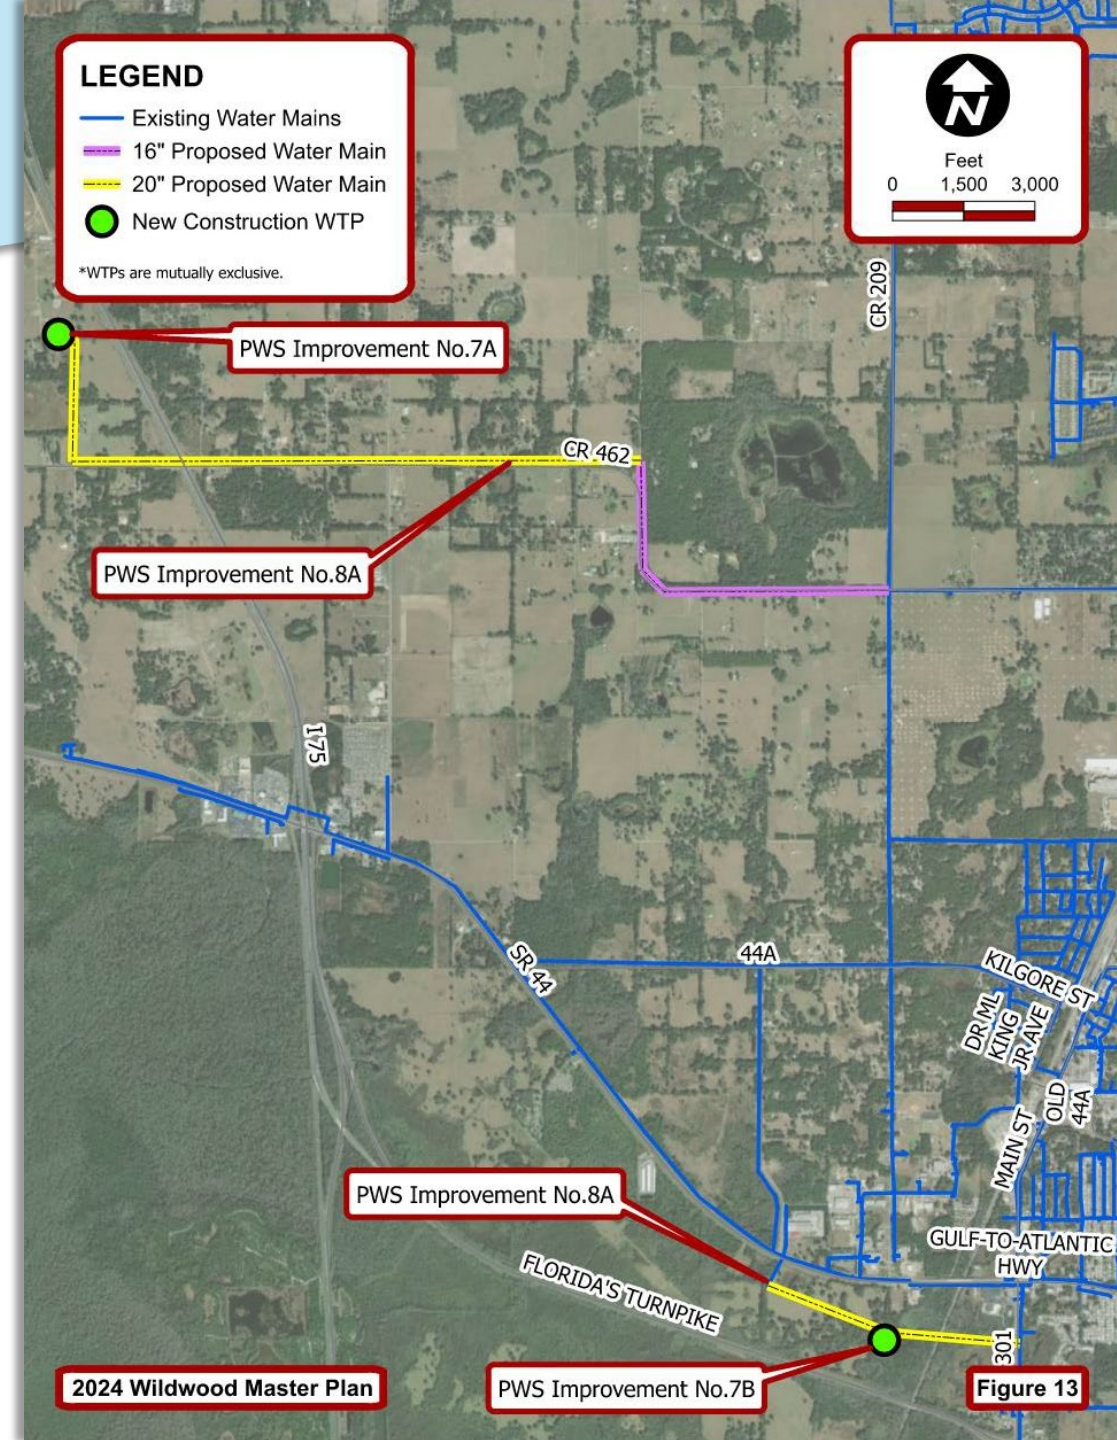 LEGEND
Existing Water Mains
16" Proposed Water Main
20" Proposed Water Main
New Construction WTP
*WTPs are mutually exclusive.
N
Feet
0 1,500 3,000
CR 209
PWS Improvement No.7A
CR 462
PWS Improvement No.8A
I 75
SR 44
44A
KILGORE ST
DR ML
KING
JR AVE
OLD
44A
MAIN ST
PWS Improvement No.8A
GULF-TO-ATLANTIC
HWY
FLORIDA'S TURNPIKE
301
PWS Improvement No.7B
2024 Wildwood Master Plan
Figure 13